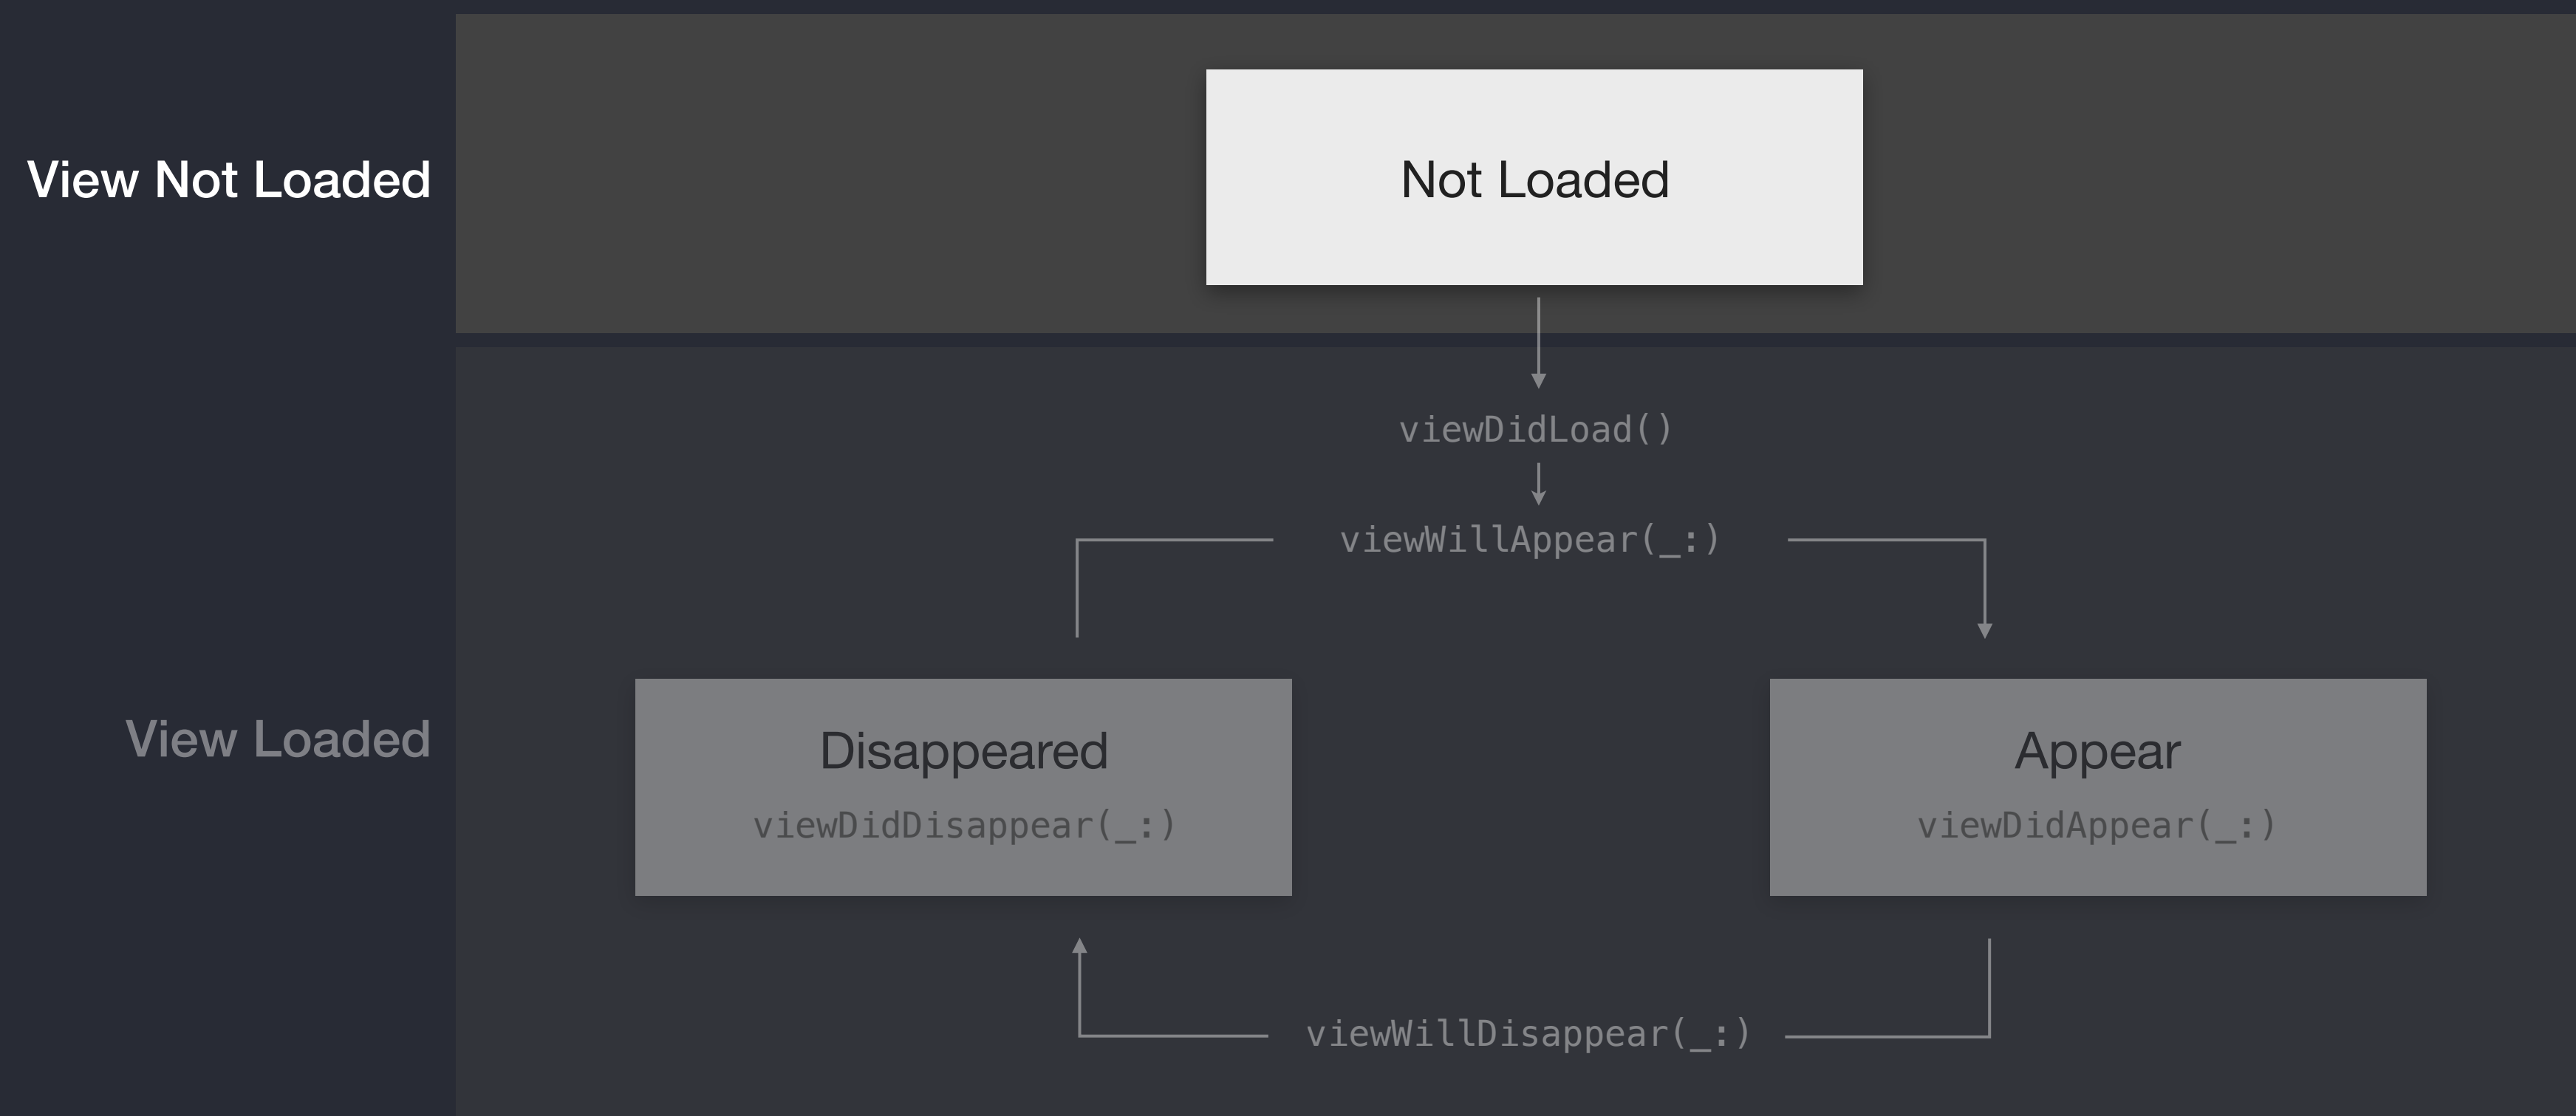 View Not Loaded
Not Loaded
viewDidLoad()
viewWillAppear(_:)
View Loaded
Disappeared
viewDidDisappear(_:)
Appear
viewDidAppear(_:)
viewWillDisappear(_:)